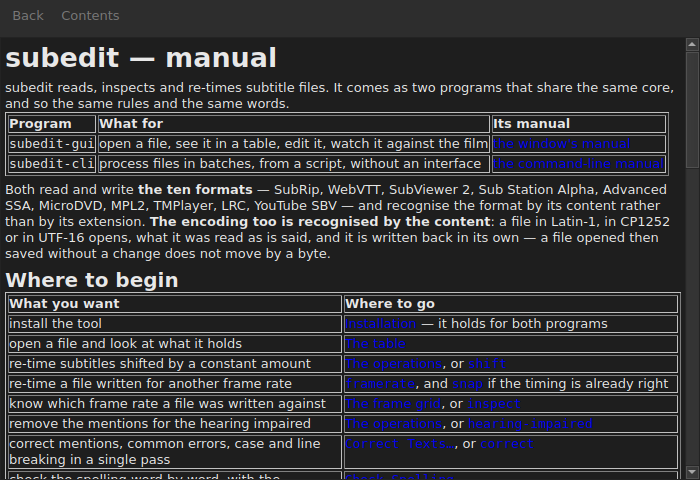 Back Contents
subedit — manual
subedit reads, inspects and re-times subtitle files. It comes as two programs that share the same core,
and so the same rules and the same words.
Program What for Its manual
subedit-gui open a file, see it in a table, edit it, watch it against the film the window's manual
subedit-cli process files in batches, from a script, without an interface the command-line manual
Both read and write the ten formats — SubRip, WebVTT, SubViewer 2, Sub Station Alpha, Advanced
SSA, MicroDVD, MPL2, TMPlayer, LRC, YouTube SBV — and recognise the format by its content rather
than by its extension. The encoding too is recognised by the content: a file in Latin-1, in CP1252
or in UTF-16 opens, what it was read as is said, and it is written back in its own — a file opened then
saved without a change does not move by a byte.
Where to begin
What you want Where to go
install the tool Installation — it holds for both programs
open a file and look at what it holds the table
re-time subtitles shifted by a constant amount the operations, or shift
re-time a file written for another frame rate framerate, and snap if the timing is already right
know which frame rate a file was written against the frame grid, or inspect
remove the mentions for the hearing impaired the operations, or hearing-impaired
correct mentions, common errors, case and line Correct texts…, or correct
breaking in a single pass
check the spelling word by word, with the